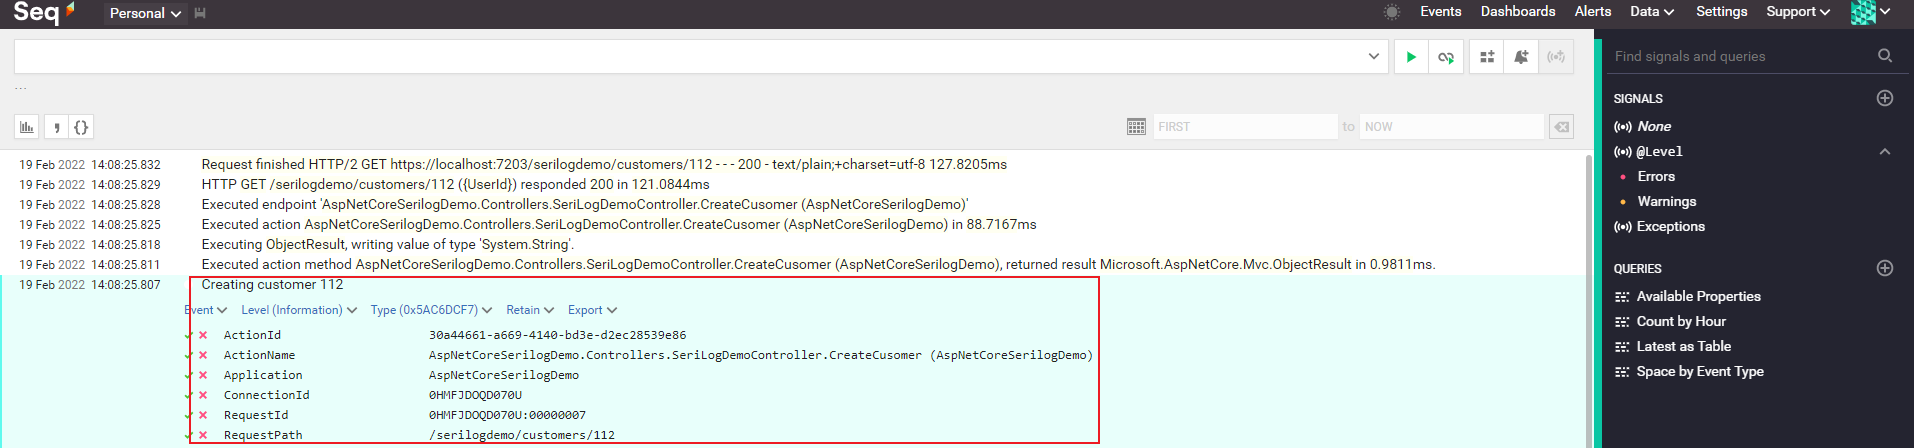 Seq
Personal
Events Dashboards Alerts Data Settings Support
...
FIRST to NOW
19 Feb 2022 14:08:25.832 Request finished HTTP/2 GET https://localhost:7203/serilogdemo/customers/112 - - - 200 - text/plain;+charset=utf-8 127.8205ms
19 Feb 2022 14:08:25.829 HTTP GET /serilogdemo/customers/112 ({UserId}) responded 200 in 121.0844ms
19 Feb 2022 14:08:25.828 Executed endpoint 'AspNetCoreSerilogDemo.Controllers.SeriLogDemoController.CreateCusomer (AspNetCoreSerilogDemo)'
19 Feb 2022 14:08:25.825 Executed action AspNetCoreSerilogDemo.Controllers.SeriLogDemoController.CreateCusomer (AspNetCoreSerilogDemo) in 88.7167ms
19 Feb 2022 14:08:25.818 Executing ObjectResult, writing value of type 'System.String'.
19 Feb 2022 14:08:25.811 Executed action method AspNetCoreSerilogDemo.Controllers.SeriLogDemoController.CreateCusomer (AspNetCoreSerilogDemo), returned result Microsoft.AspNetCore.Mvc.ObjectResult in 0.9811ms.
19 Feb 2022 14:08:25.807 Creating customer 112
Event Level (Information) Type (0x5AC6DCF7) Retain Export
ActionId 30a44661-a669-4140-bd3e-d2ec28539e86
ActionName AspNetCoreSerilogDemo.Controllers.SeriLogDemoController.CreateCusomer (AspNetCoreSerilogDemo)
Application AspNetCoreSerilogDemo
ConnectionId 0HMFJDOQD070U
RequestId 0HMFJDOQD070U:00000007
RequestPath /serilogdemo/customers/112
Find signals and queries
SIGNALS
None
@Level
Errors
Warnings
Exceptions
QUERIES
Available Properties
Count by Hour
Latest as Table
Space by Event Type